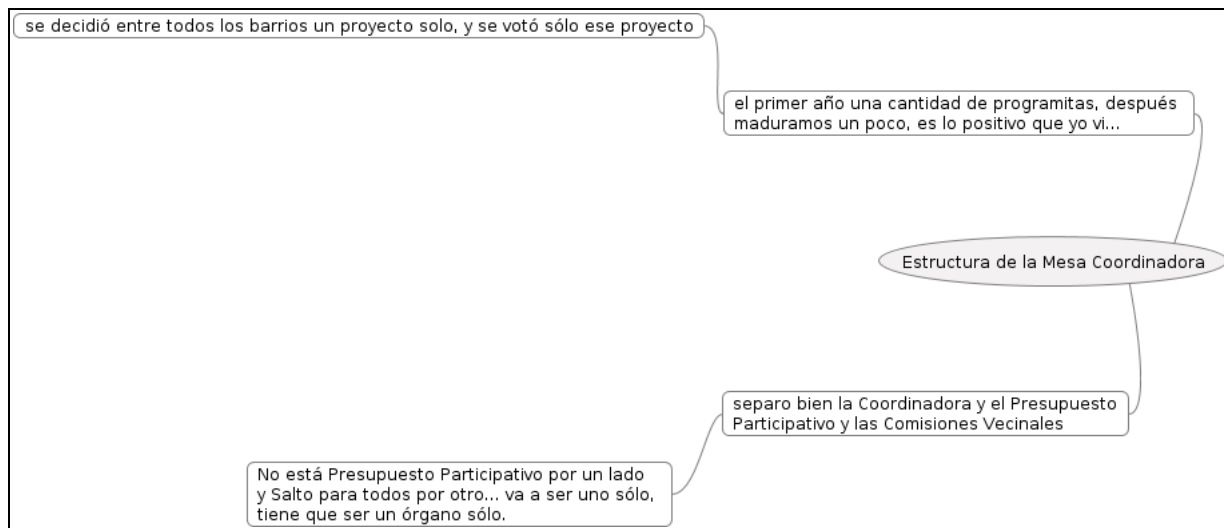 se decidió entre todos los barrios un proyecto solo, y se votó sólo ese proyecto
el primer año una cantidad de programitas, después
maduramos un poco, es lo positivo que yo vi...
Estructura de la Mesa Coordinadora
separo bien la Coordinadora y el Presupuesto
Participativo y las Comisiones Vecinales
No está Presupuesto Participativo por un lado
y Salto para todos por otro... va a ser uno sólo,
tiene que ser un órgano sólo.